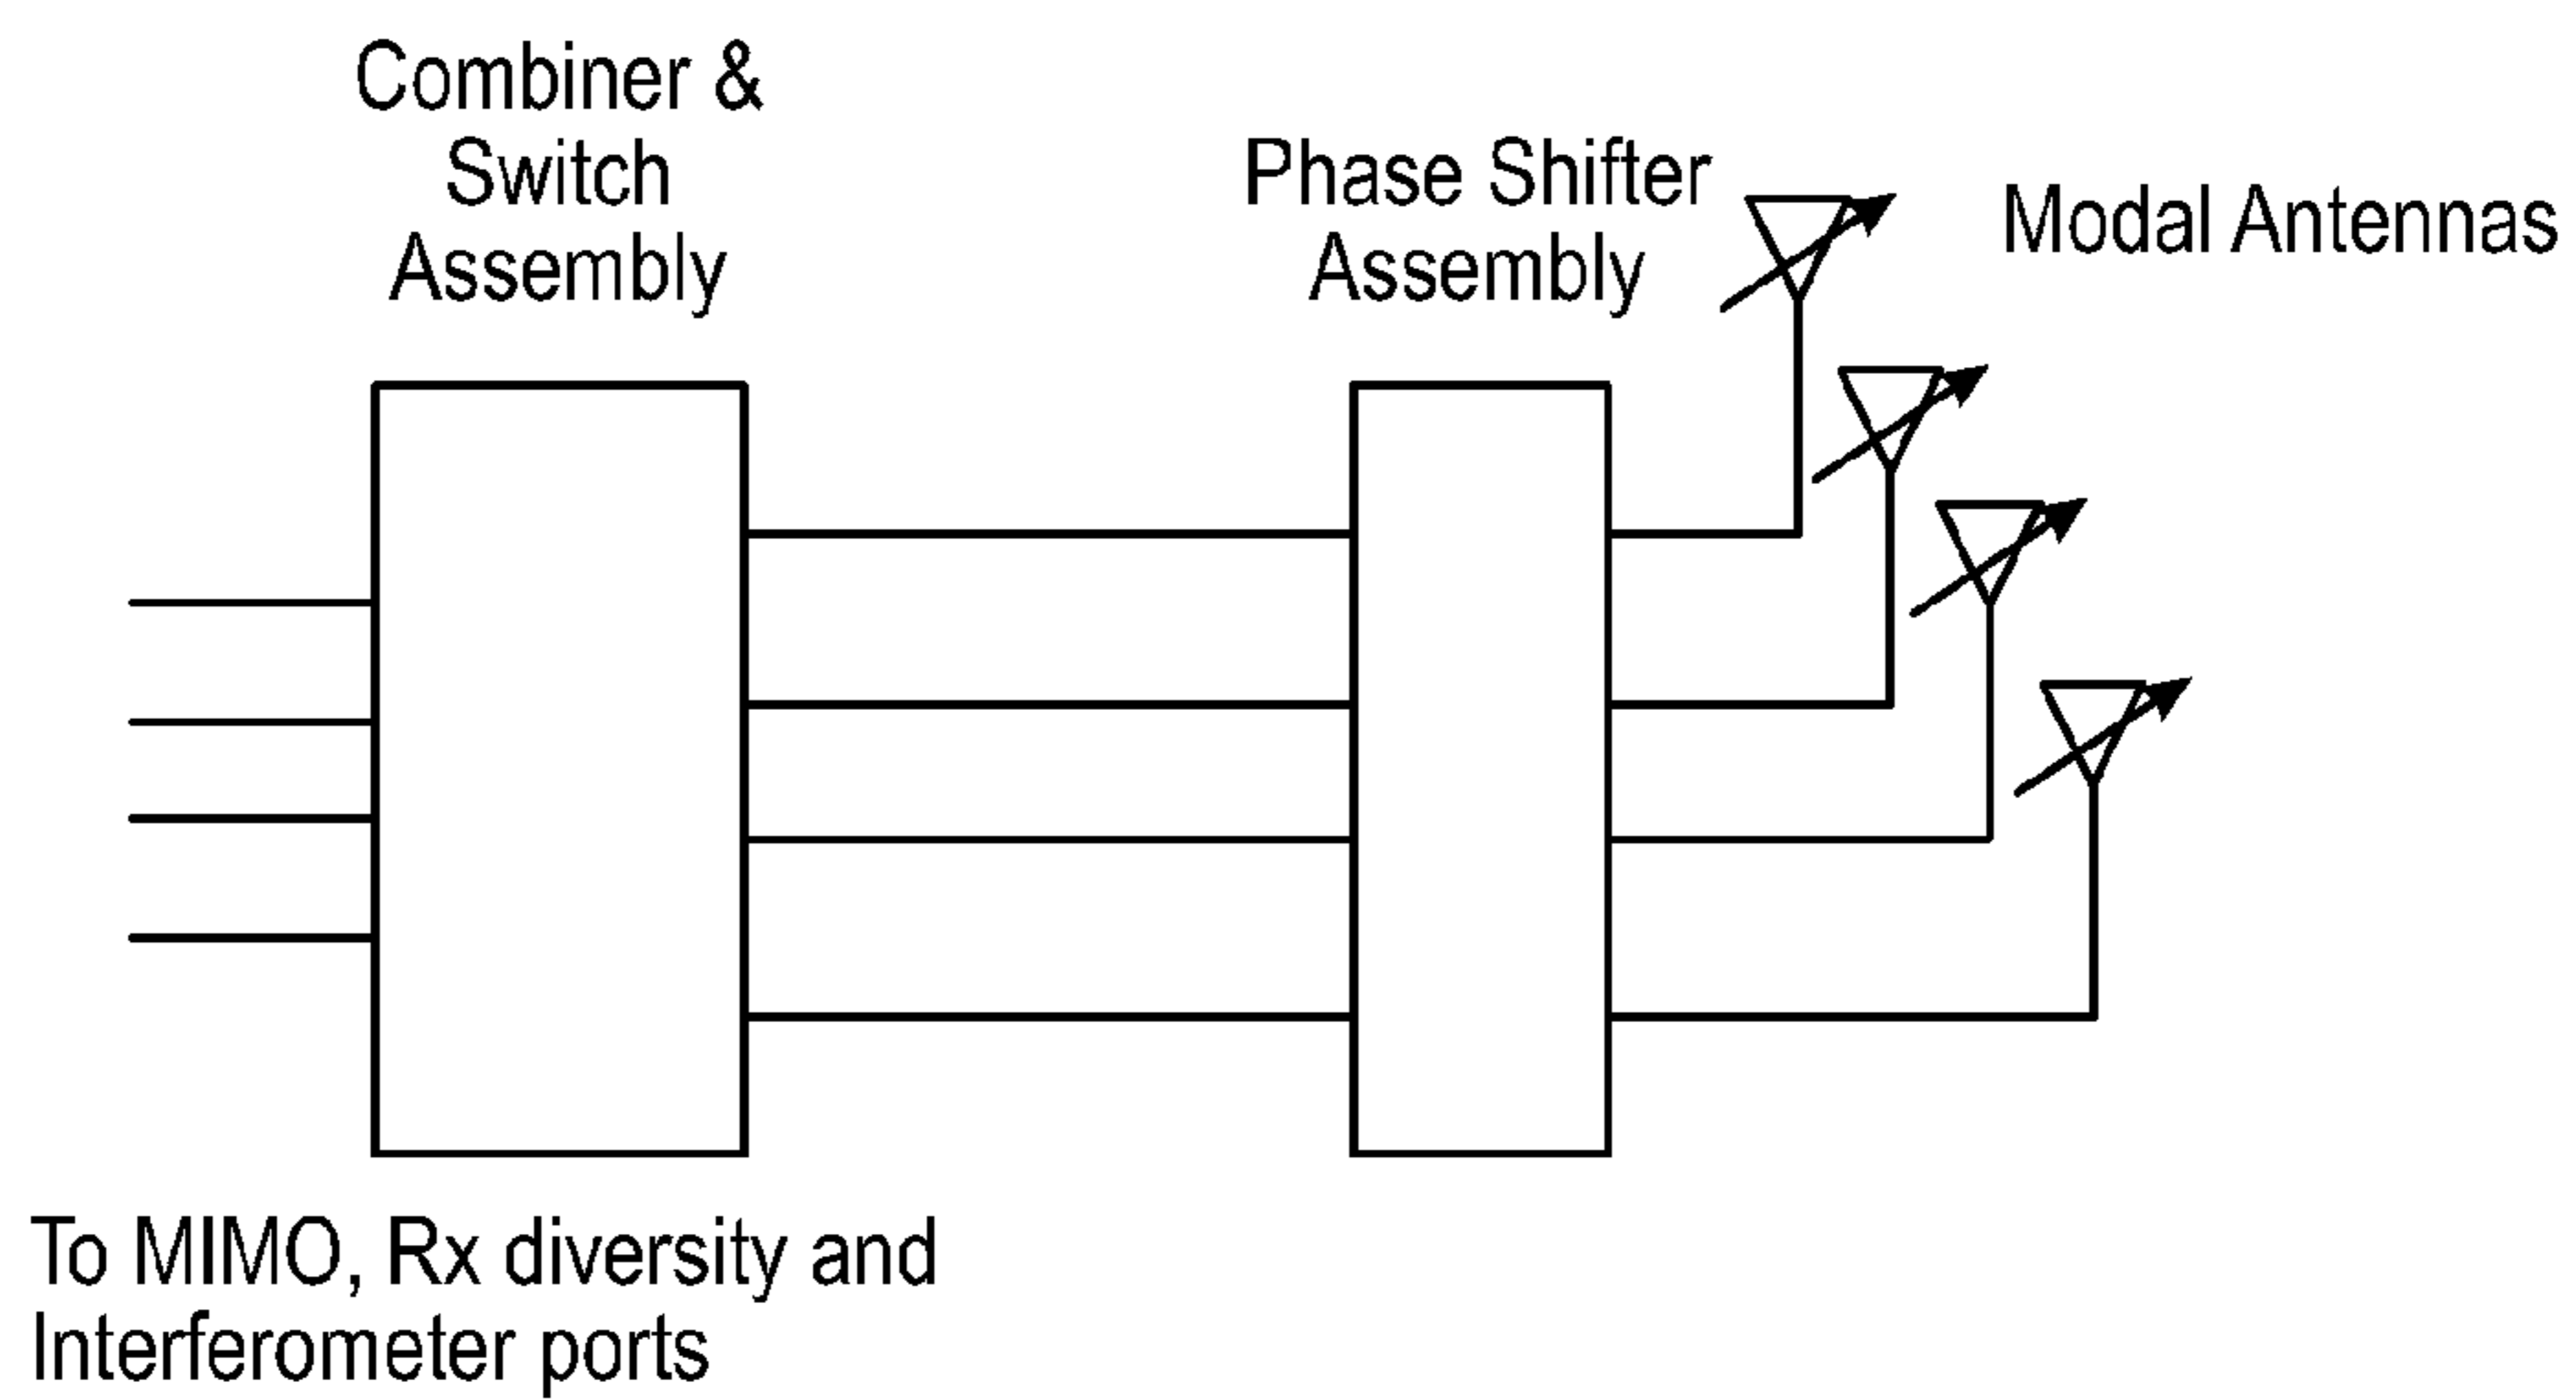 Combiner &
Switch
Assembly
Phase Shifter
Assembly
Modal Antennas
To MIMO, Rx diversity and
Interferometer ports